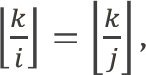 ⌊k/i⌋ = ⌊k/j⌋,